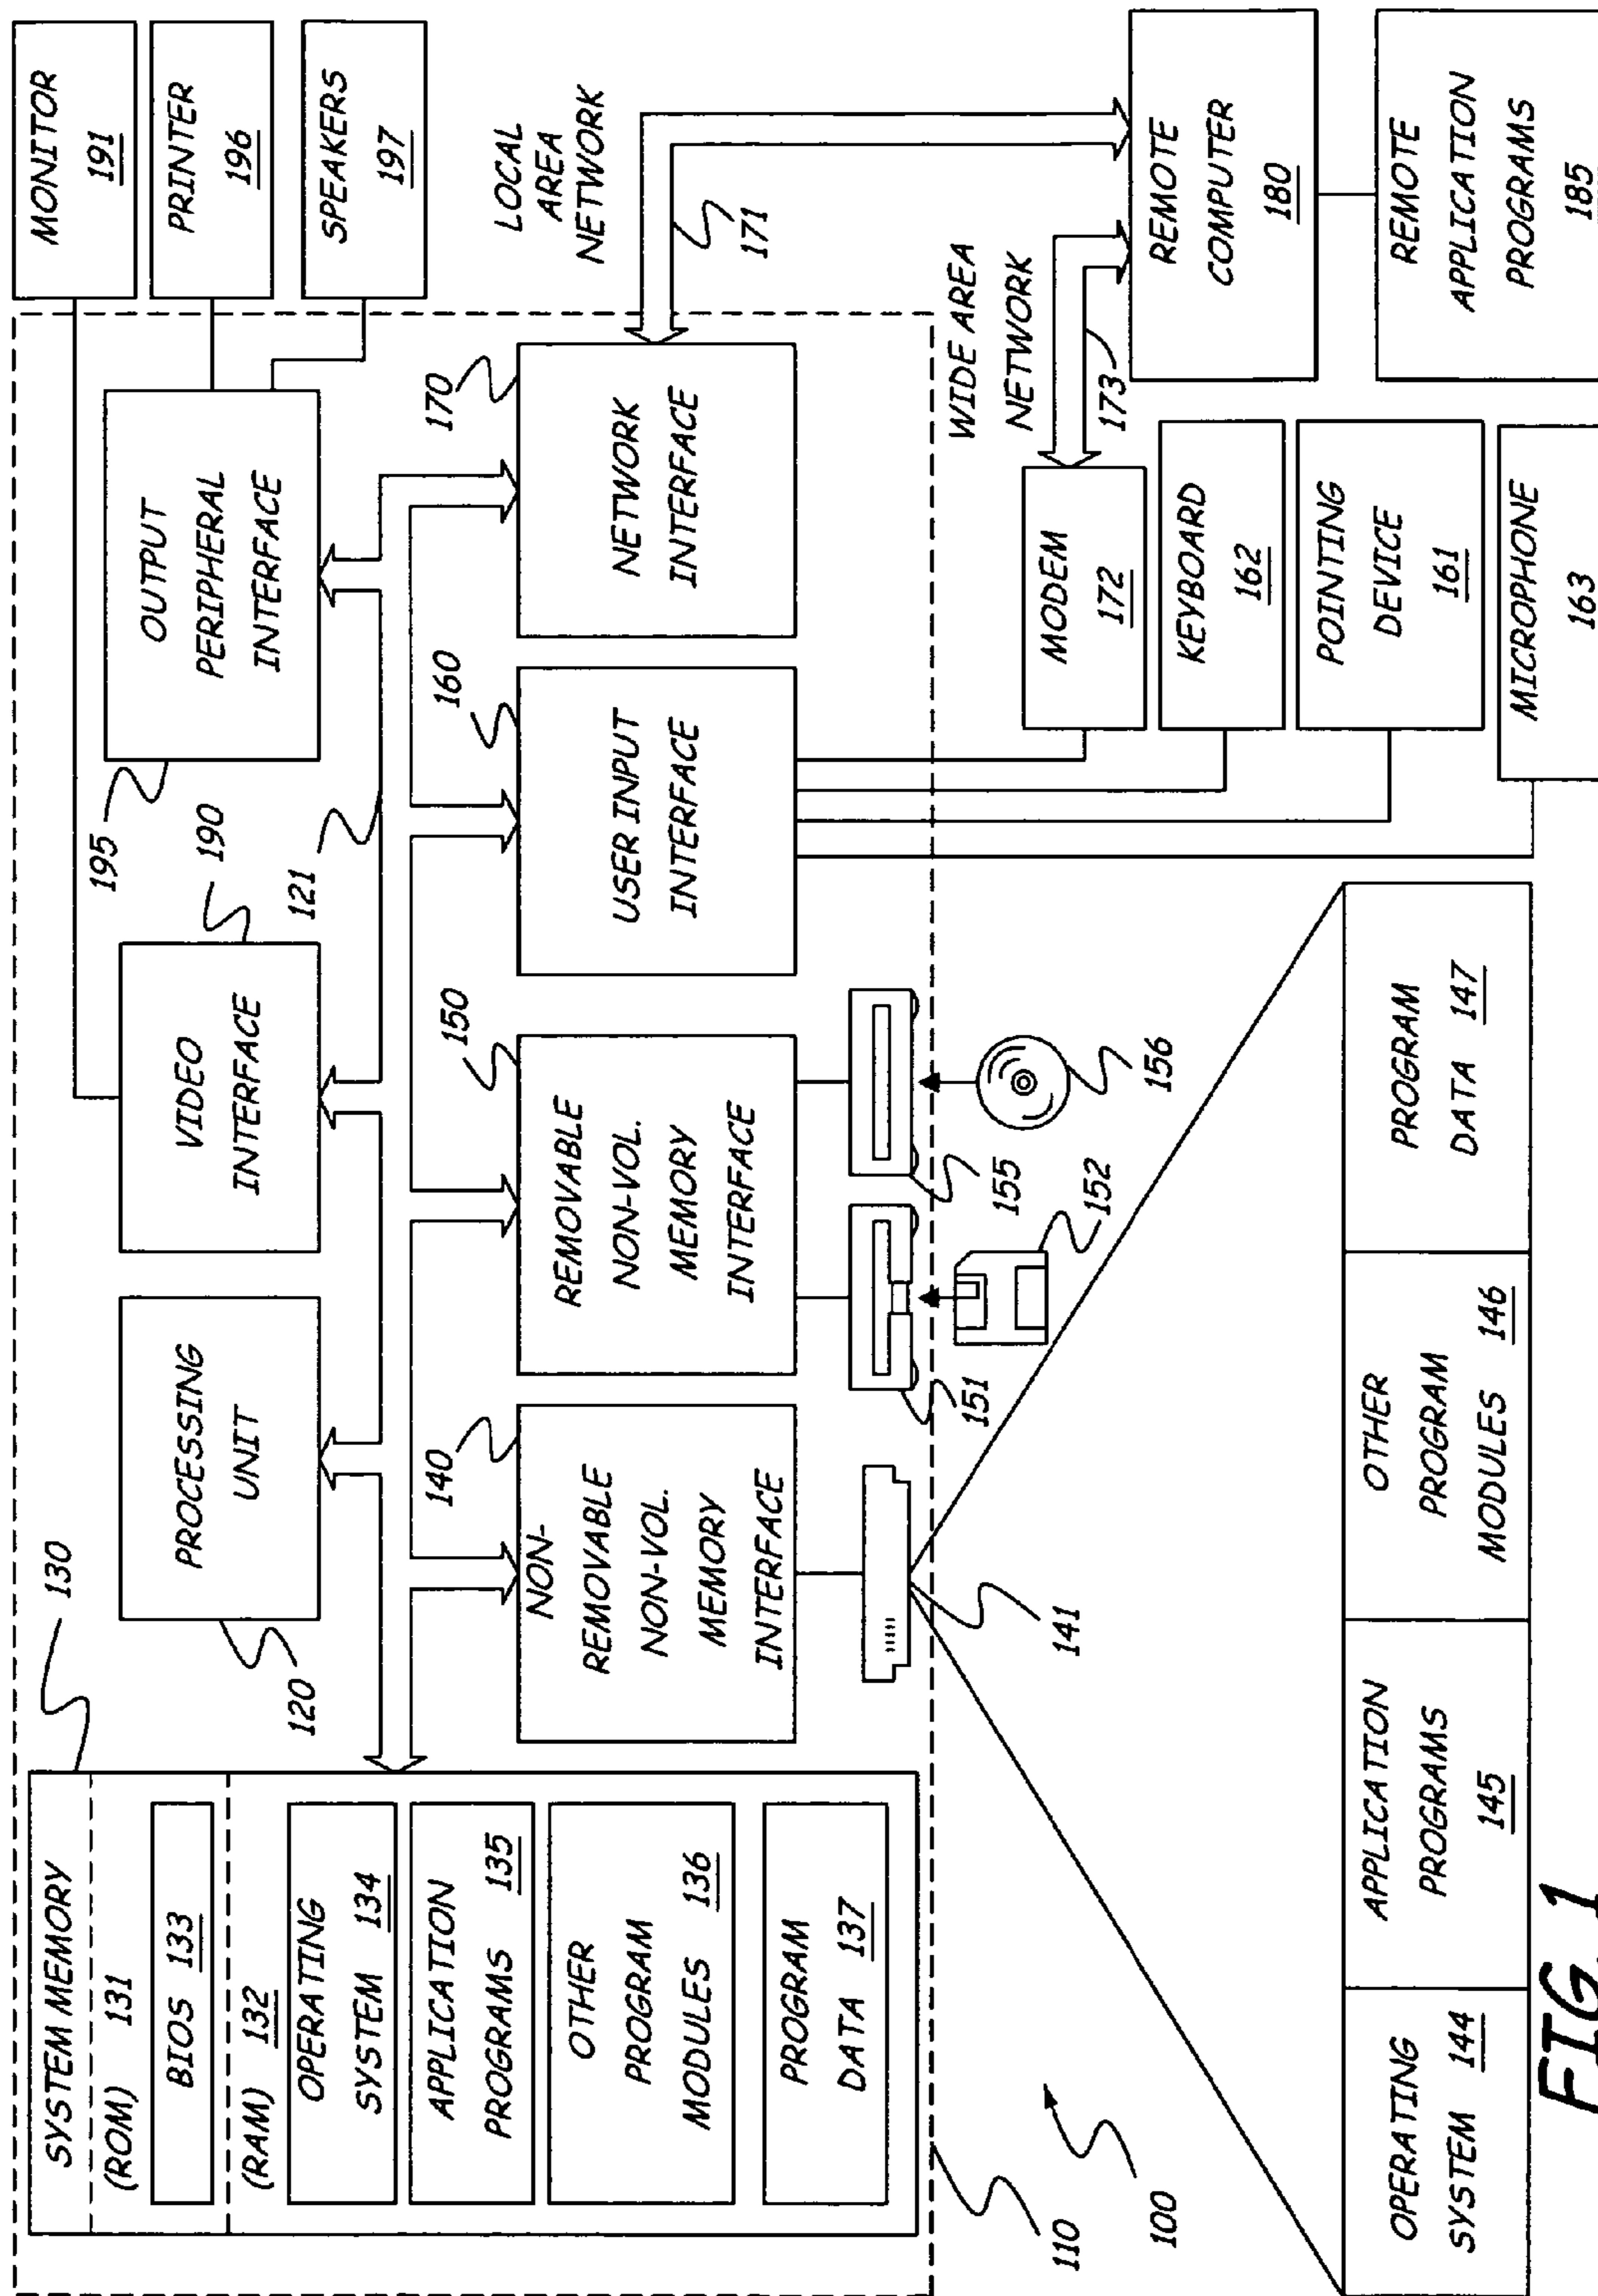 SYSTEM MEMORY
(ROM) 131
BIOS 133
(RAM) 132
OPERATING
SYSTEM 134
APPLICATION
PROGRAMS 135
OTHER
PROGRAM
MODULES 136
PROGRAM
DATA 137
130
PROCESSING
UNIT
120
VIDEO
INTERFACE
190
121
OUTPUT
PERIPHERAL
INTERFACE
195
MONITOR
191
PRINTER
196
SPEAKERS
197
NON-
REMOVABLE
NON-VOL.
MEMORY
INTERFACE
140
REMOVABLE
NON-VOL.
MEMORY
INTERFACE
150
USER INPUT
INTERFACE
160
NETWORK
INTERFACE
170
LOCAL
AREA
NETWORK
171
141
151
152
155
156
WIDE AREA
NETWORK
173
MODEM
172
KEYBOARD
162
POINTING
DEVICE
161
MICROPHONE
163
REMOTE
COMPUTER
180
REMOTE
APPLICATION
PROGRAMS
185
110
100
OPERATING
SYSTEM 144
APPLICATION
PROGRAMS
145
OTHER
PROGRAM
MODULES 146
PROGRAM
DATA 147
FIG. 1